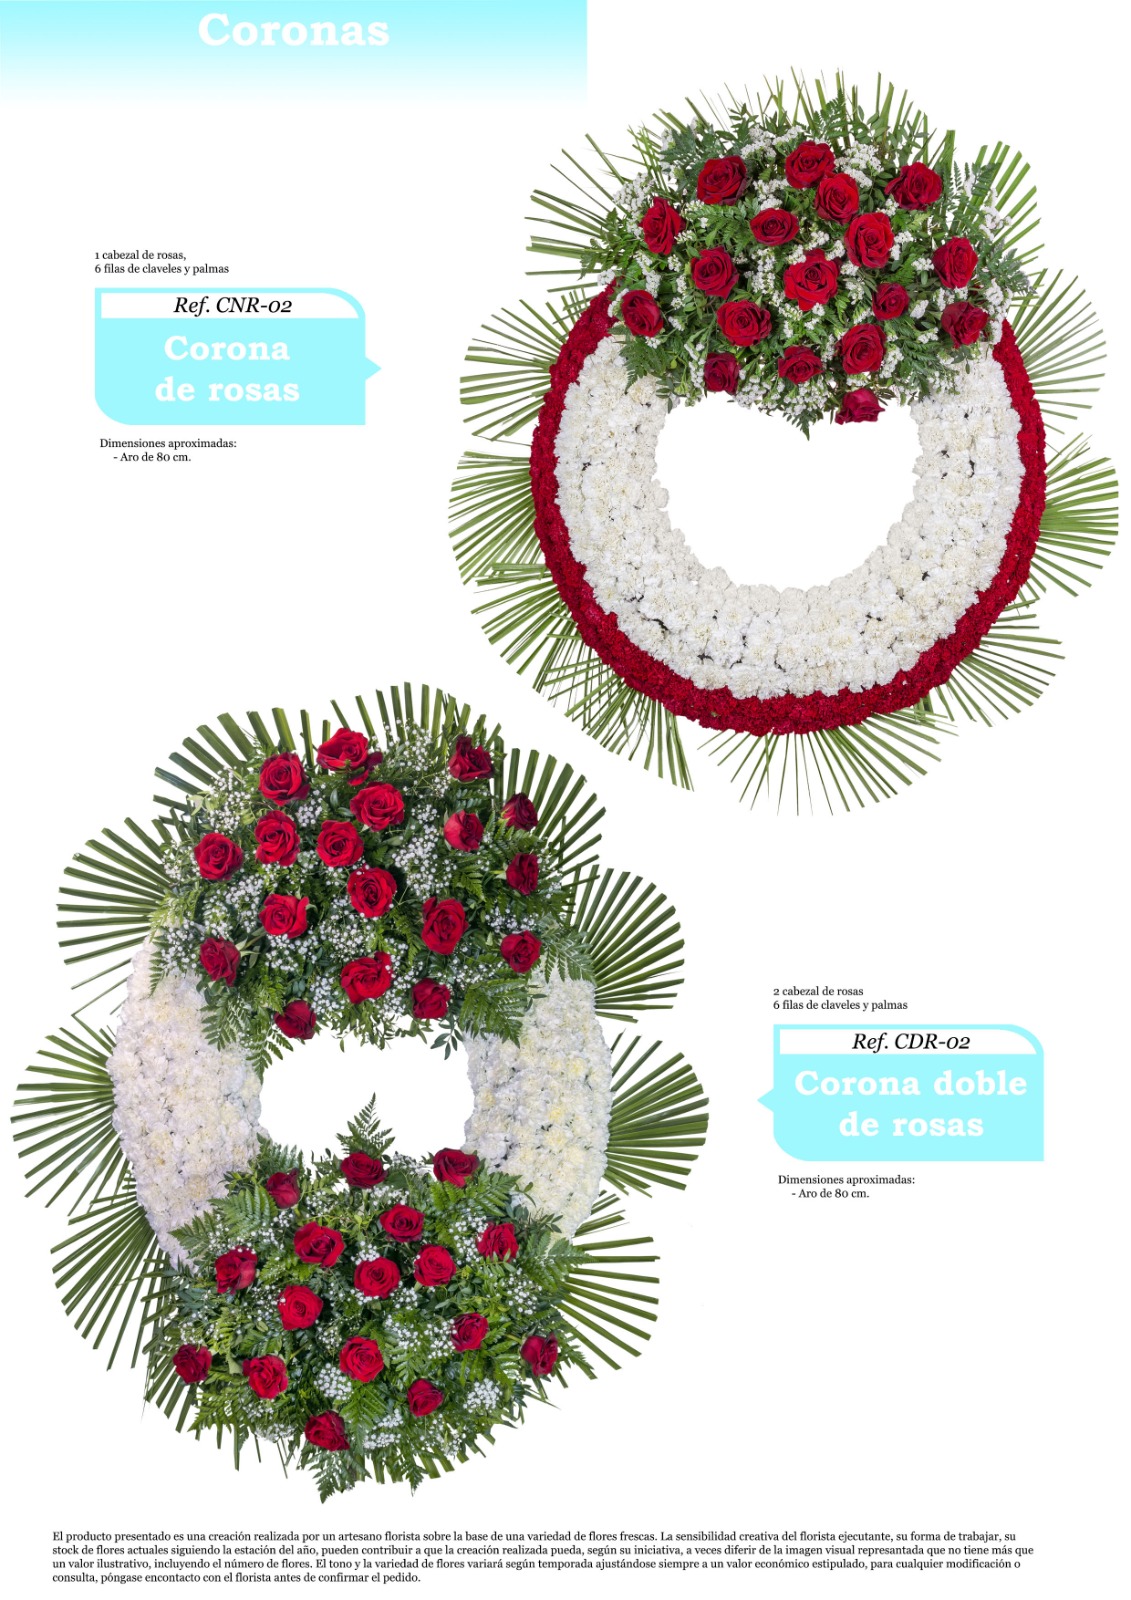 Coronas
1 cabezal de rosas,
6 filas de claveles y palmas
Ref. CNR-02
Corona
de rosas
Dimensiones aproximadas:
- Aro de 80 cm.
2 cabezal de rosas
6 filas de claveles y palmas
Ref. CDR-02
Corona doble
de rosas
Dimensiones aproximadas:
- Aro de 80 cm.
El producto presentado es una creación realizada por un artesano florista sobre la base de una variedad de flores frescas. La sensibilidad creativa del florista ejecutante, su forma de trabajar, su
stock de flores actuales siguiendo la estación del año, pueden contribuir a que la creación realizada pueda, según su iniciativa, a veces diferir de la imagen visual represantada que no tiene más que
un valor ilustrativo, incluyendo el número de flores. El tono y la variedad de flores variará según temporada ajustándose siempre a un valor económico estipulado, para cualquier modificación o
consulta, póngase encontacto con el florista antes de confirmar el pedido.